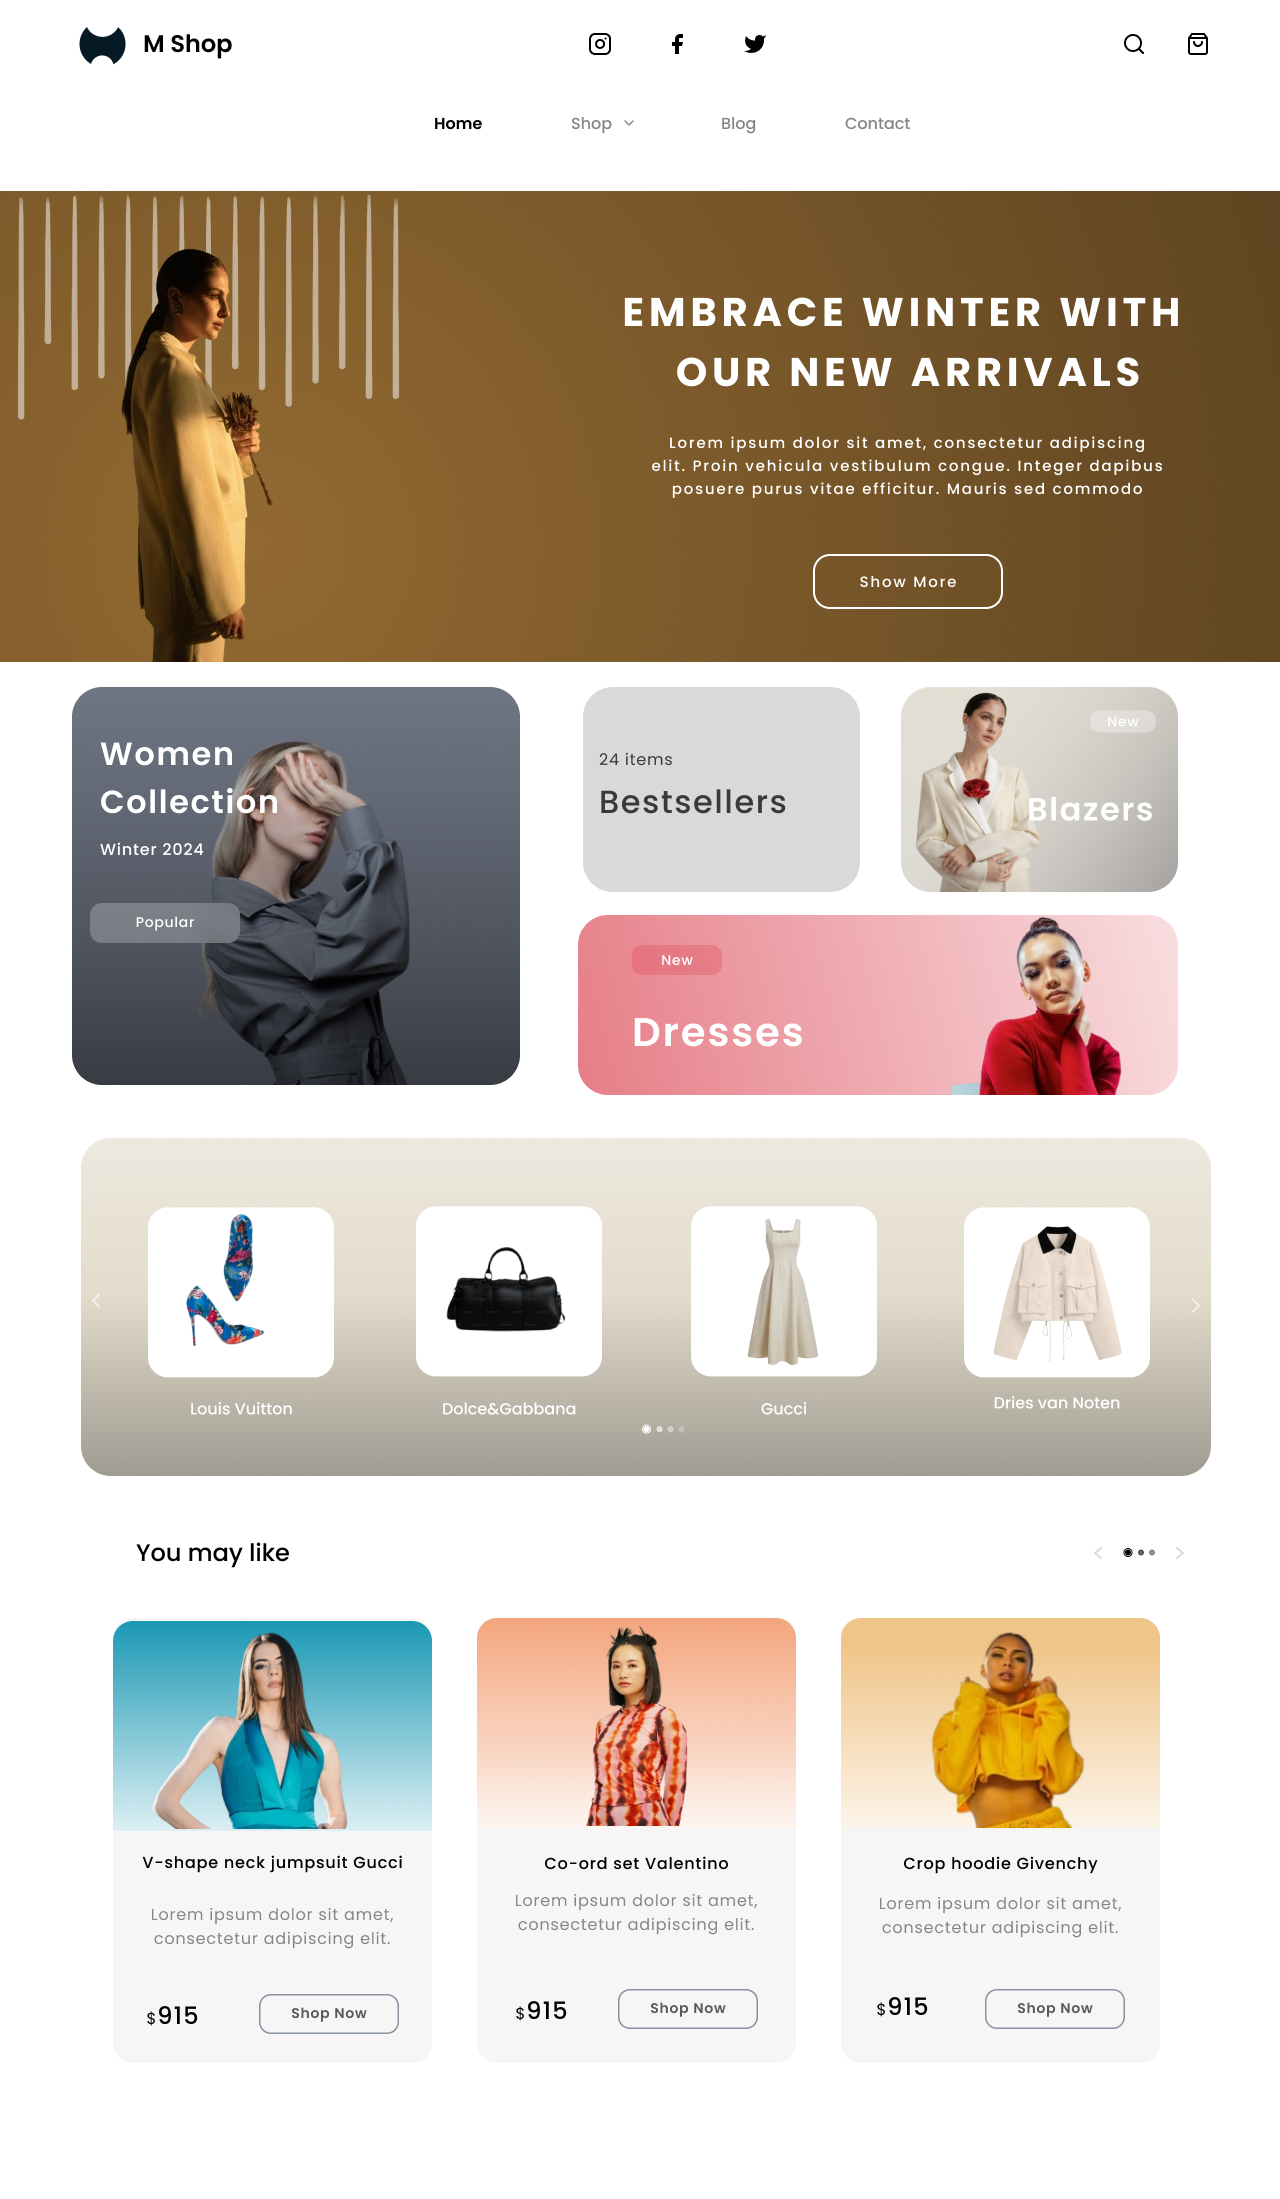 M Shop
Home
Shop
Blog
Contact
EMBRACE WINTER WITH
OUR NEW ARRIVALS
Lorem ipsum dolor sit amet, consectetur adipiscing
elit. Proin vehicula vestibulum congue. Integer dapibus
posuere purus vitae efficitur. Mauris sed commodo
Show More
Women
Collection
Winter 2024
Popular
24 items
Bestsellers
New
Blazers
New
Dresses
Louis Vuitton
Dolce&Gabbana
Gucci
Dries van Noten
You may like
V-shape neck jumpsuit Gucci
Lorem ipsum dolor sit amet,
consectetur adipiscing elit.
$915
Shop Now
Co-ord set Valentino
Lorem ipsum dolor sit amet,
consectetur adipiscing elit.
$915
Shop Now
Crop hoodie Givenchy
Lorem ipsum dolor sit amet,
consectetur adipiscing elit.
$915
Shop Now